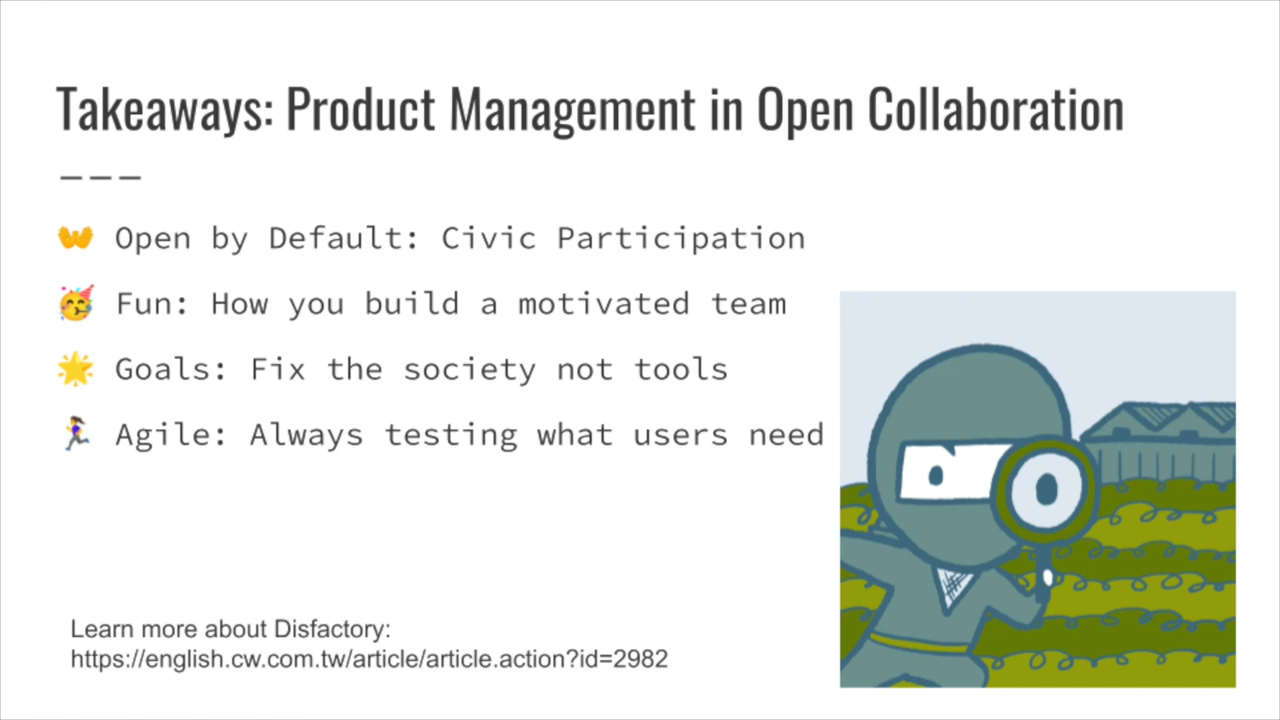 Takeaways: Product Management in Open Collaboration
👐 Open by Default: Civic Participation
🥳 Fun: How you build a motivated team
🌟 Goals: Fix the society not tools
🏃‍♀️ Agile: Always testing what users need
Learn more about Disfactory:
https://english.cw.com.tw/article/article.action?id=2982